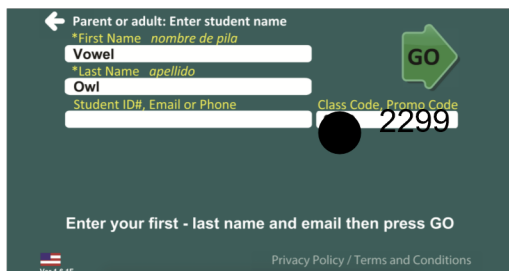 Parent or adult: Enter student name
*First Name nombre de pila
Vowel
GO
*Last Name apellido
Owl
Student ID#, Email or Phone Class Code, Promo Code
2299
Enter your first - last name and email then press GO
Privacy Policy / Terms and Conditions